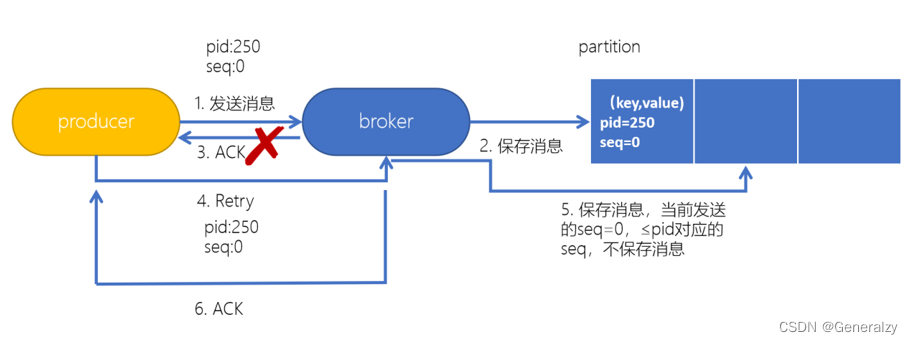 pid:250
seq:0
partition
1. 发送消息
producer
broker
(key,value)
pid=250
seq=0
3. ACK
2. 保存消息
4. Retry
pid:250
seq:0
5. 保存消息，当前发送
的seq=0，≤pid对应的
seq，不保存消息
6. ACK
CSDN @Generalzy